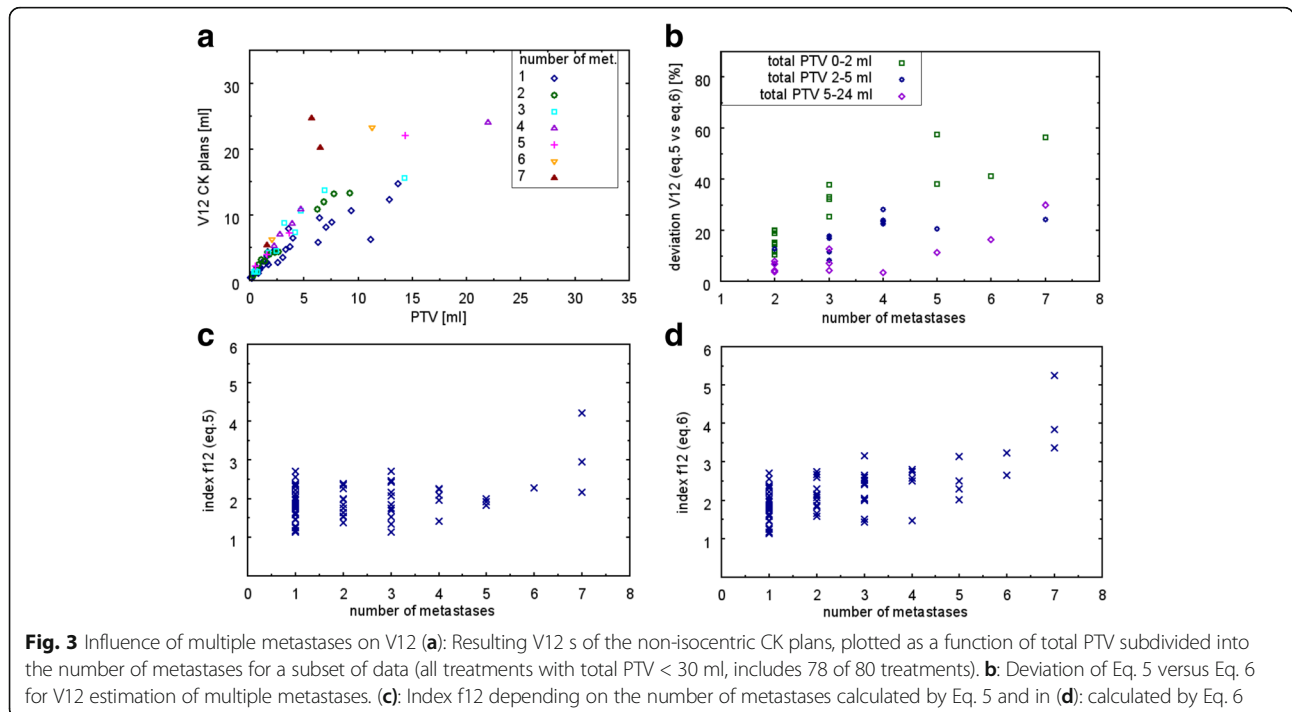 a
V12 CK plans [ml]
30
20
10
0
0 5 10 15 20 25 30 35
PTV [ml]
number of met.
1
2
3
4
5
6
7
b
deviation V12 (eq.5 vs eq.6) [%]
80
60
40
20
0
1 2 3 4 5 6 7 8
number of metastases
total PTV 0-2 ml
total PTV 2-5 ml
total PTV 5-24 ml
c
index f12 (eq.5)
6
5
4
3
2
1
0 1 2 3 4 5 6 7 8
number of metastases
d
index f12 (eq.6)
6
5
4
3
2
1
0 1 2 3 4 5 6 7 8
number of metastases
Fig. 3 Influence of multiple metastases on V12 (a): Resulting V12 s of the non-isocentric CK plans, plotted as a function of total PTV subdivided into
the number of metastases for a subset of data (all treatments with total PTV < 30 ml, includes 78 of 80 treatments). b: Deviation of Eq. 5 versus Eq. 6
for V12 estimation of multiple metastases. (c): Index f12 depending on the number of metastases calculated by Eq. 5 and in (d): calculated by Eq. 6